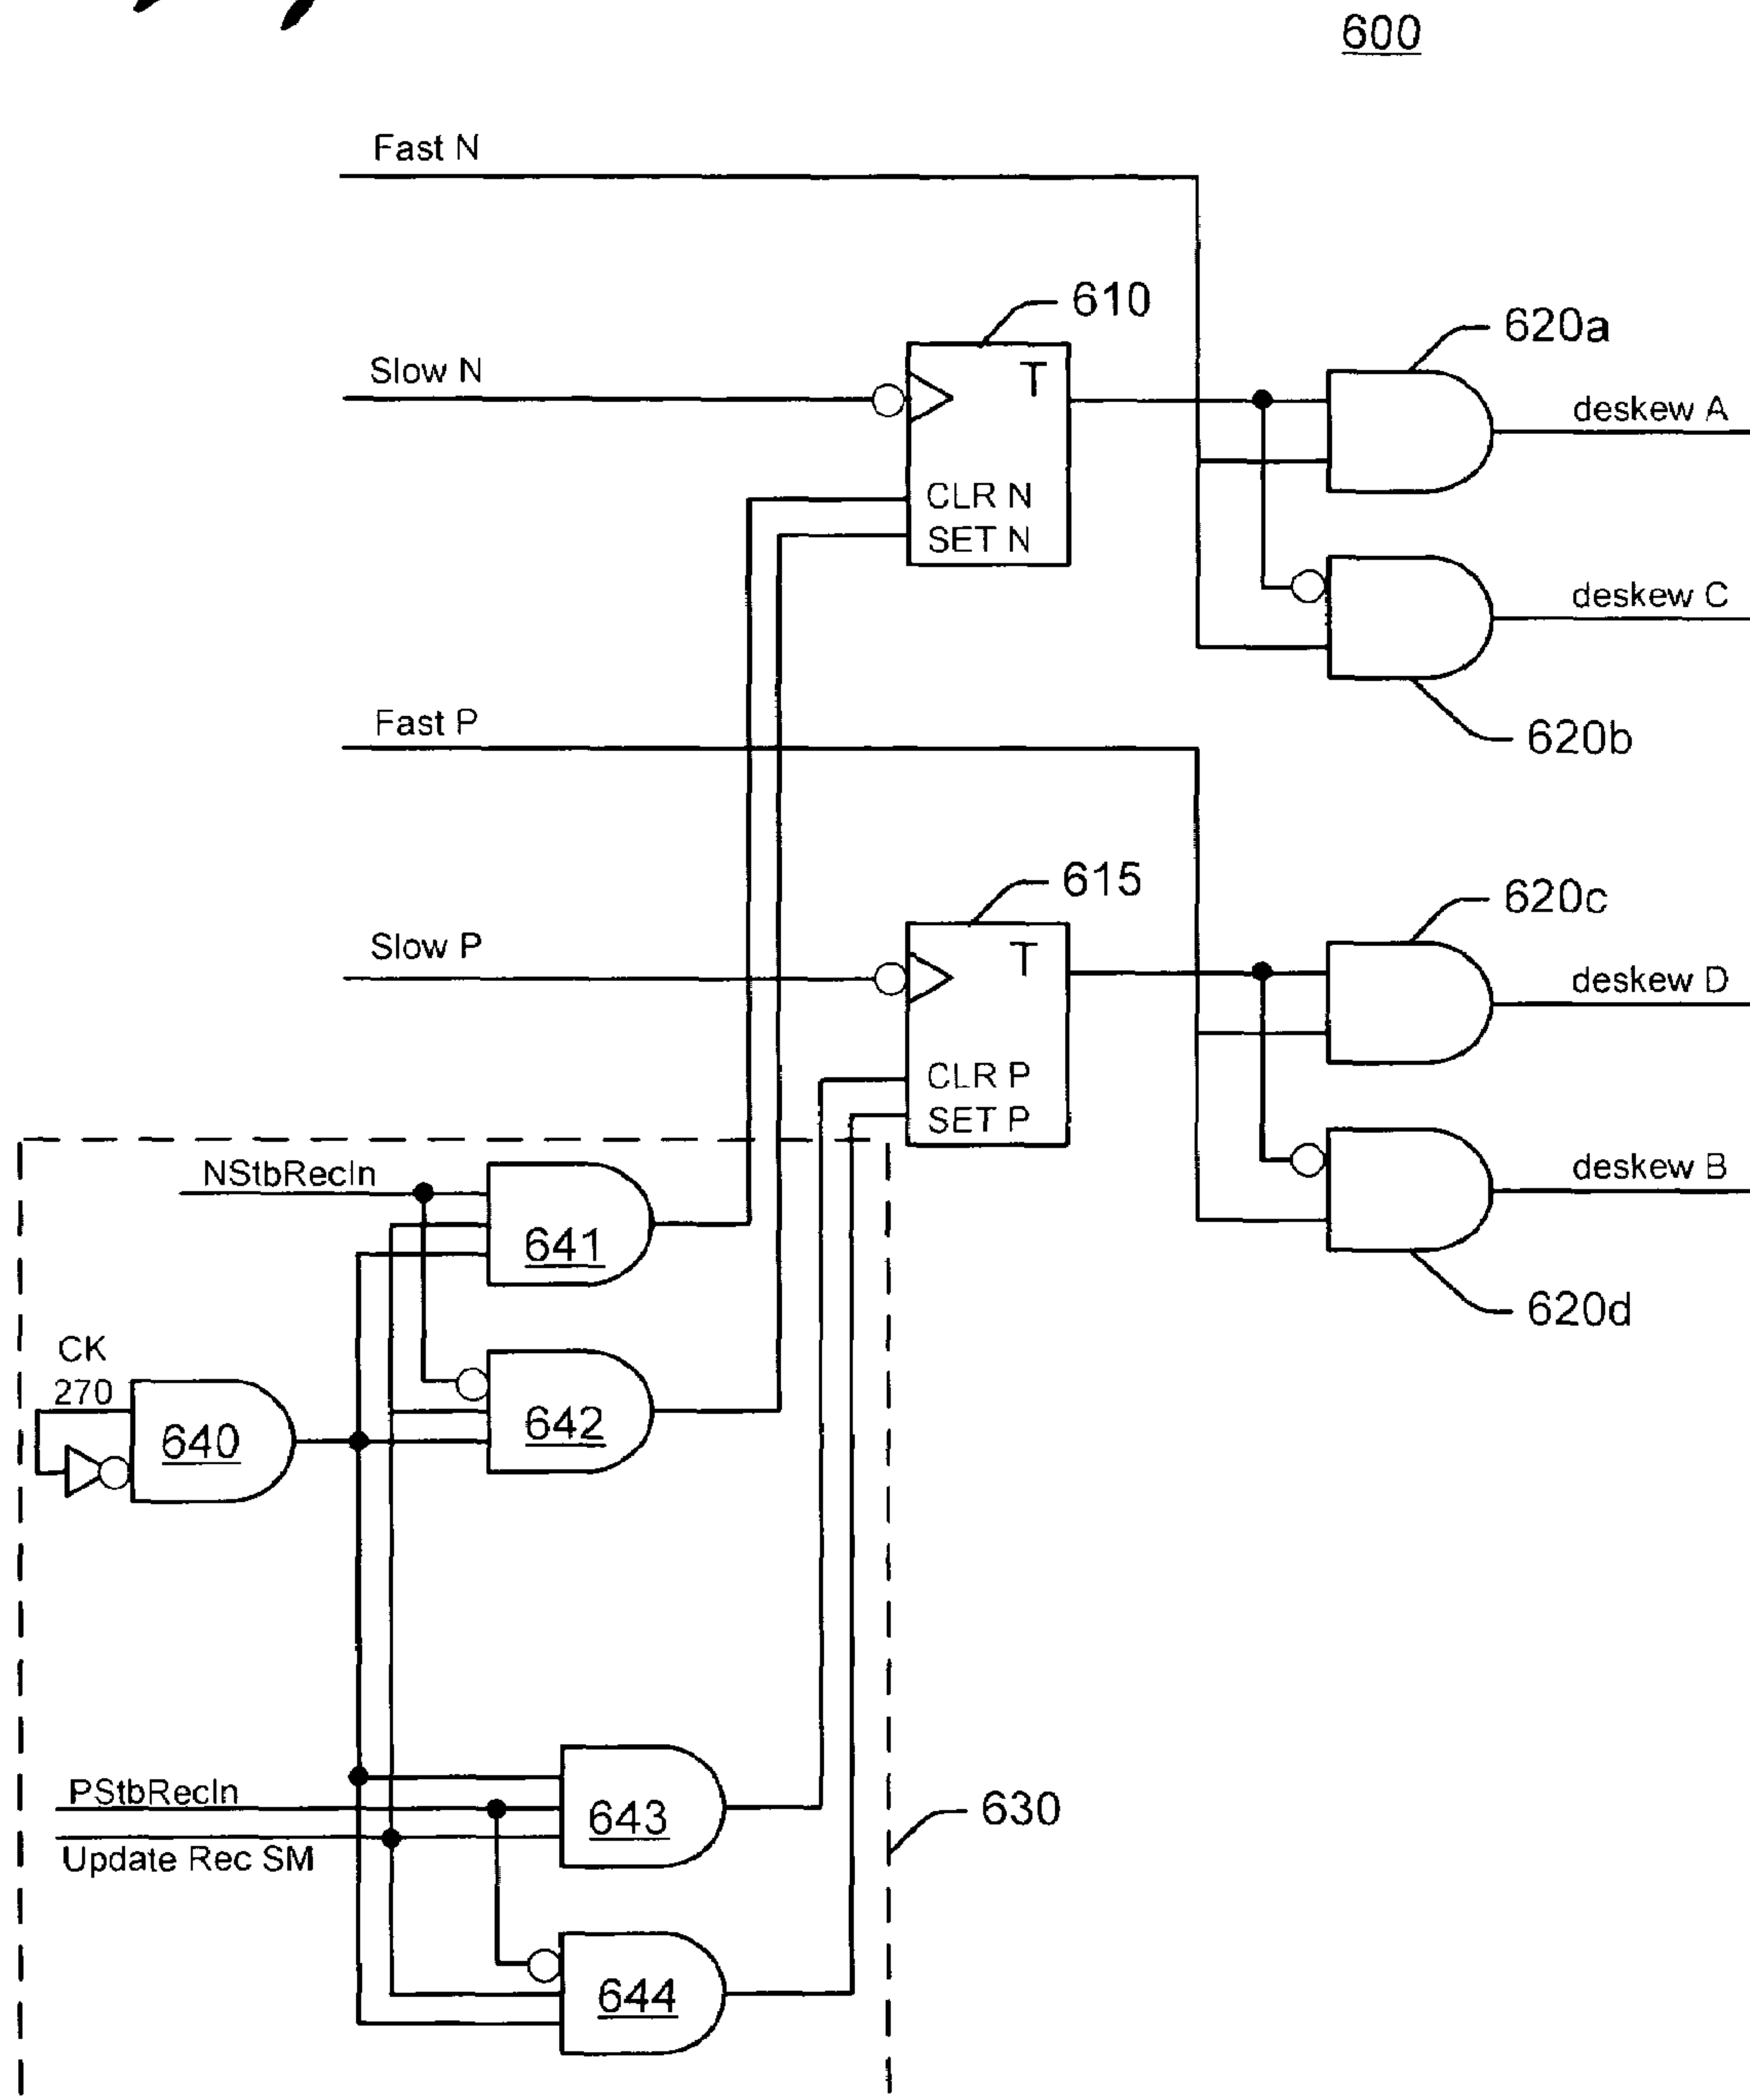 600
Fast N
610
620a
Slow N
T
deskew A
CLR N
SET N
deskew C
Fast P
620b
615
620c
Slow P
T
deskew D
CLR P
SET P
NStbRecIn
deskew B
641
620d
CK
270
640
642
PStbRecIn
643
630
Update Rec SM
644